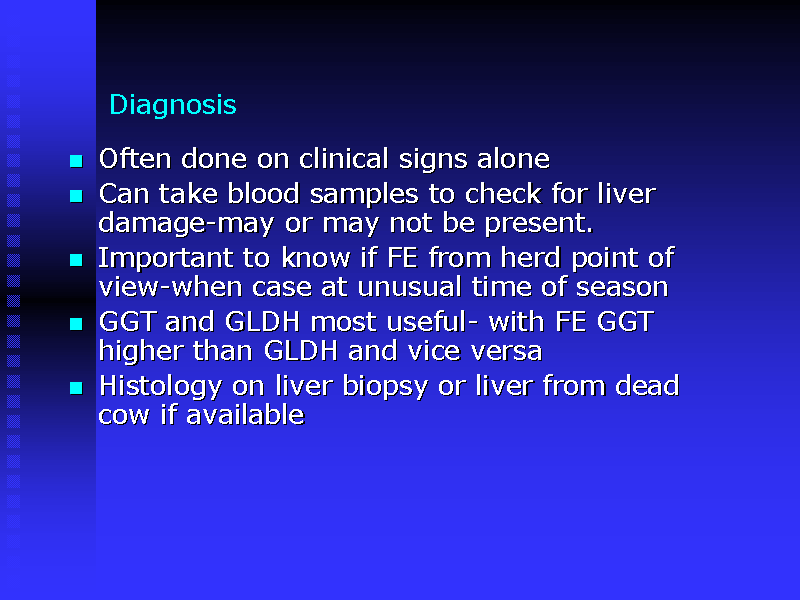 Diagnosis
Often done on clinical signs alone
Can take blood samples to check for liver
damage-may or may not be present.
Important to know if FE from herd point of
view-when case at unusual time of season
GGT and GLDH most useful- with FE GGT
higher than GLDH and vice versa
Histology on liver biopsy or liver from dead
cow if available